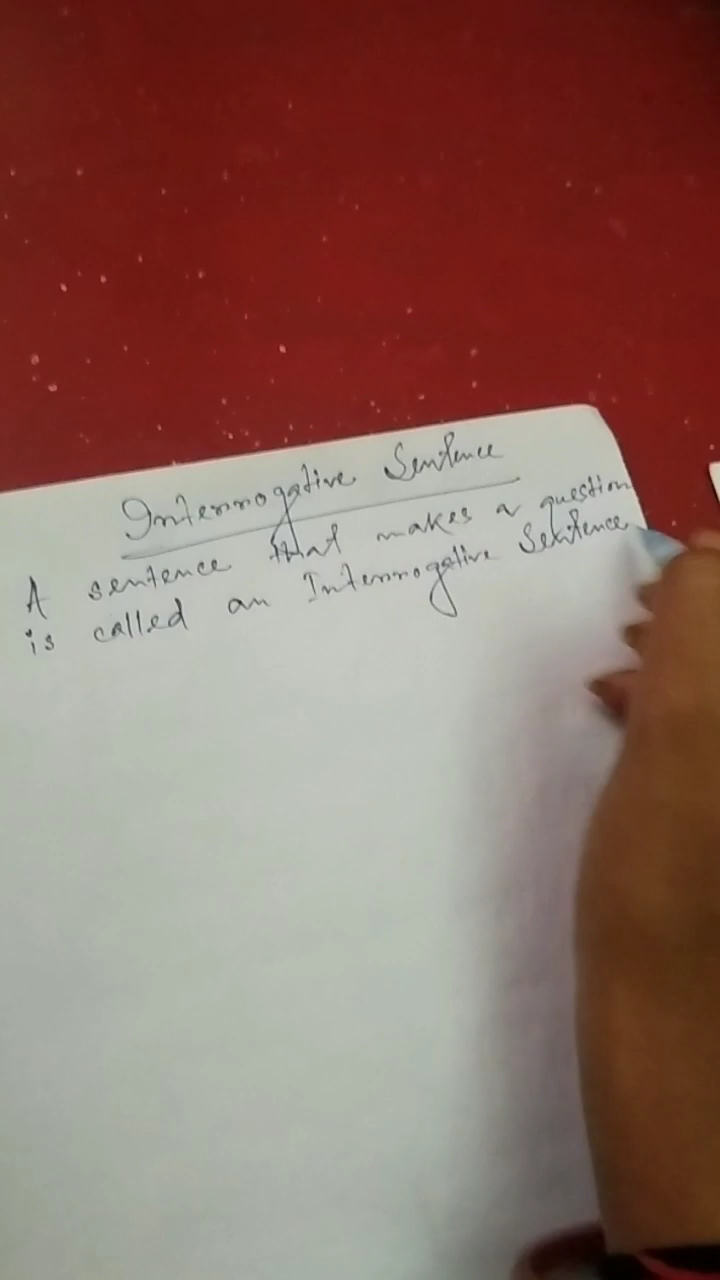 Interrogative Sentence
A sentence that makes a question
is called an Interrogative Sentence